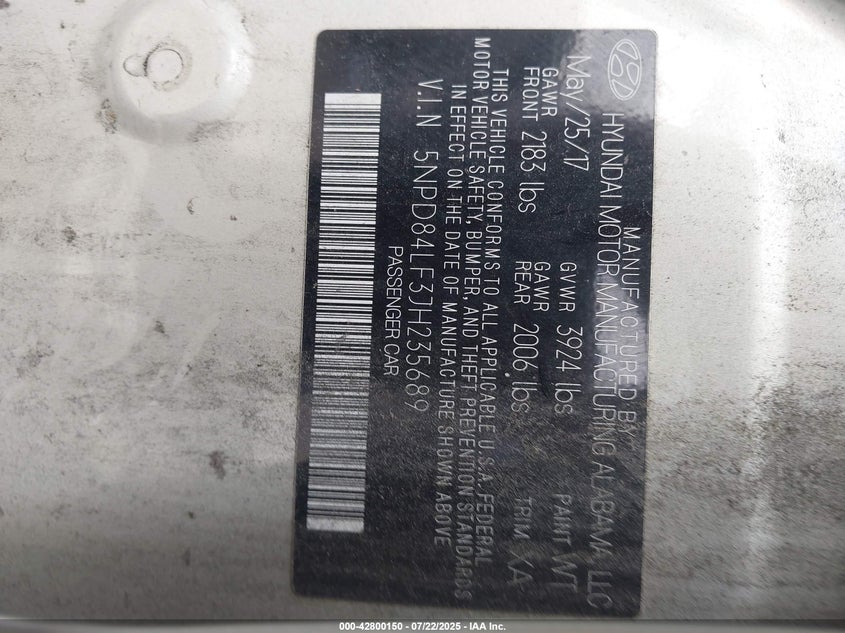 MANUFACTURED BY
HYUNDAI MOTOR MANUFACTURING ALABAMA, LLC
May/25/17 GVWR 3924 lbs PAINT WT
GAWR FRONT 2183 lbs GAWR REAR 2006 lbs TRIM XA
THIS VEHICLE CONFORMS TO ALL APPLICABLE U.S.A. FEDERAL
MOTOR VEHICLE SAFETY, BUMPER, AND THEFT PREVENTION STANDARDS
IN EFFECT ON THE DATE OF MANUFACTURE SHOWN ABOVE
V.I.N 5NPD84LF3JH235689
PASSENGER CAR
000-42800150 - 07/22/2025 - IAA Inc.